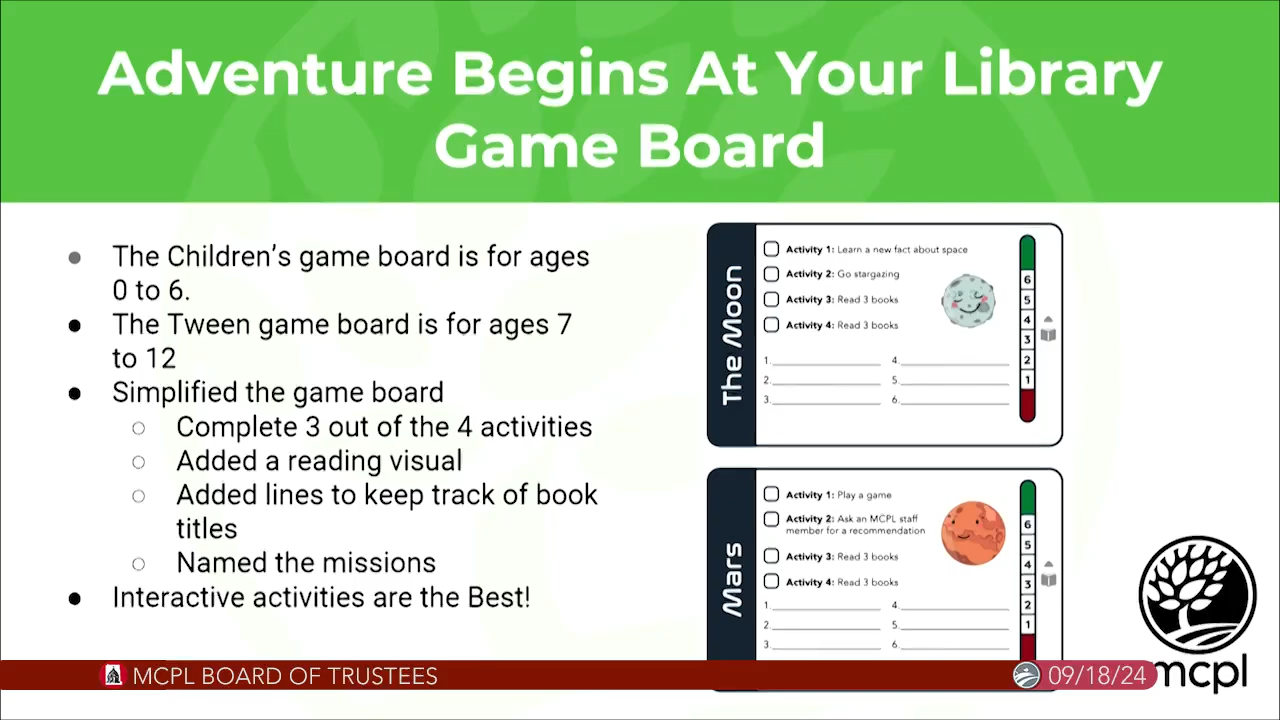 Adventure Begins At Your Library
Game Board
● The Children's game board is for ages
0 to 6.
● The Tween game board is for ages 7
to 12
● Simplified the game board
○ Complete 3 out of the 4 activities
○ Added a reading visual
○ Added lines to keep track of book
titles
○ Named the missions
● Interactive activities are the Best!
The Moon
Activity 1: Learn a new fact about space
Activity 2: Go stargazing
Activity 3: Read 3 books
Activity 4: Read 3 books
1. 4.
2. 5.
3. 6.
6
5
4
3
2
1
Mars
Activity 1: Play a game
Activity 2: Ask an MCPL staff
member for a recommendation
Activity 3: Read 3 books
Activity 4: Read 3 books
1. 4.
2. 5.
3. 6.
6
5
4
3
2
1
MCPL BOARD OF TRUSTEES
09/18/24
mcpl